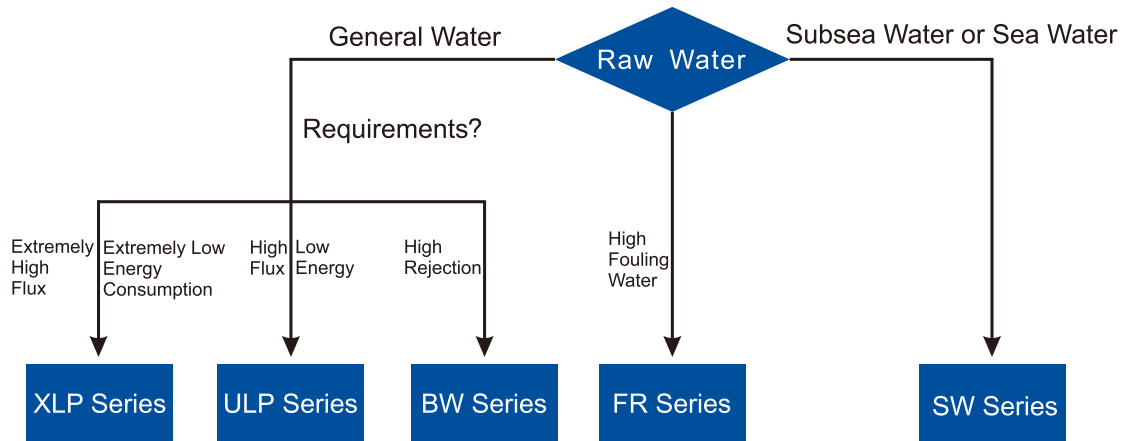 General Water
Raw Water
Subsea Water or Sea Water
Requirements?
Extremely
High
Flux
Extremely Low
Energy
Consumption
High
Flux
Low
Energy
High
Rejection
High
Fouling
Water
XLP Series
ULP Series
BW Series
FR Series
SW Series